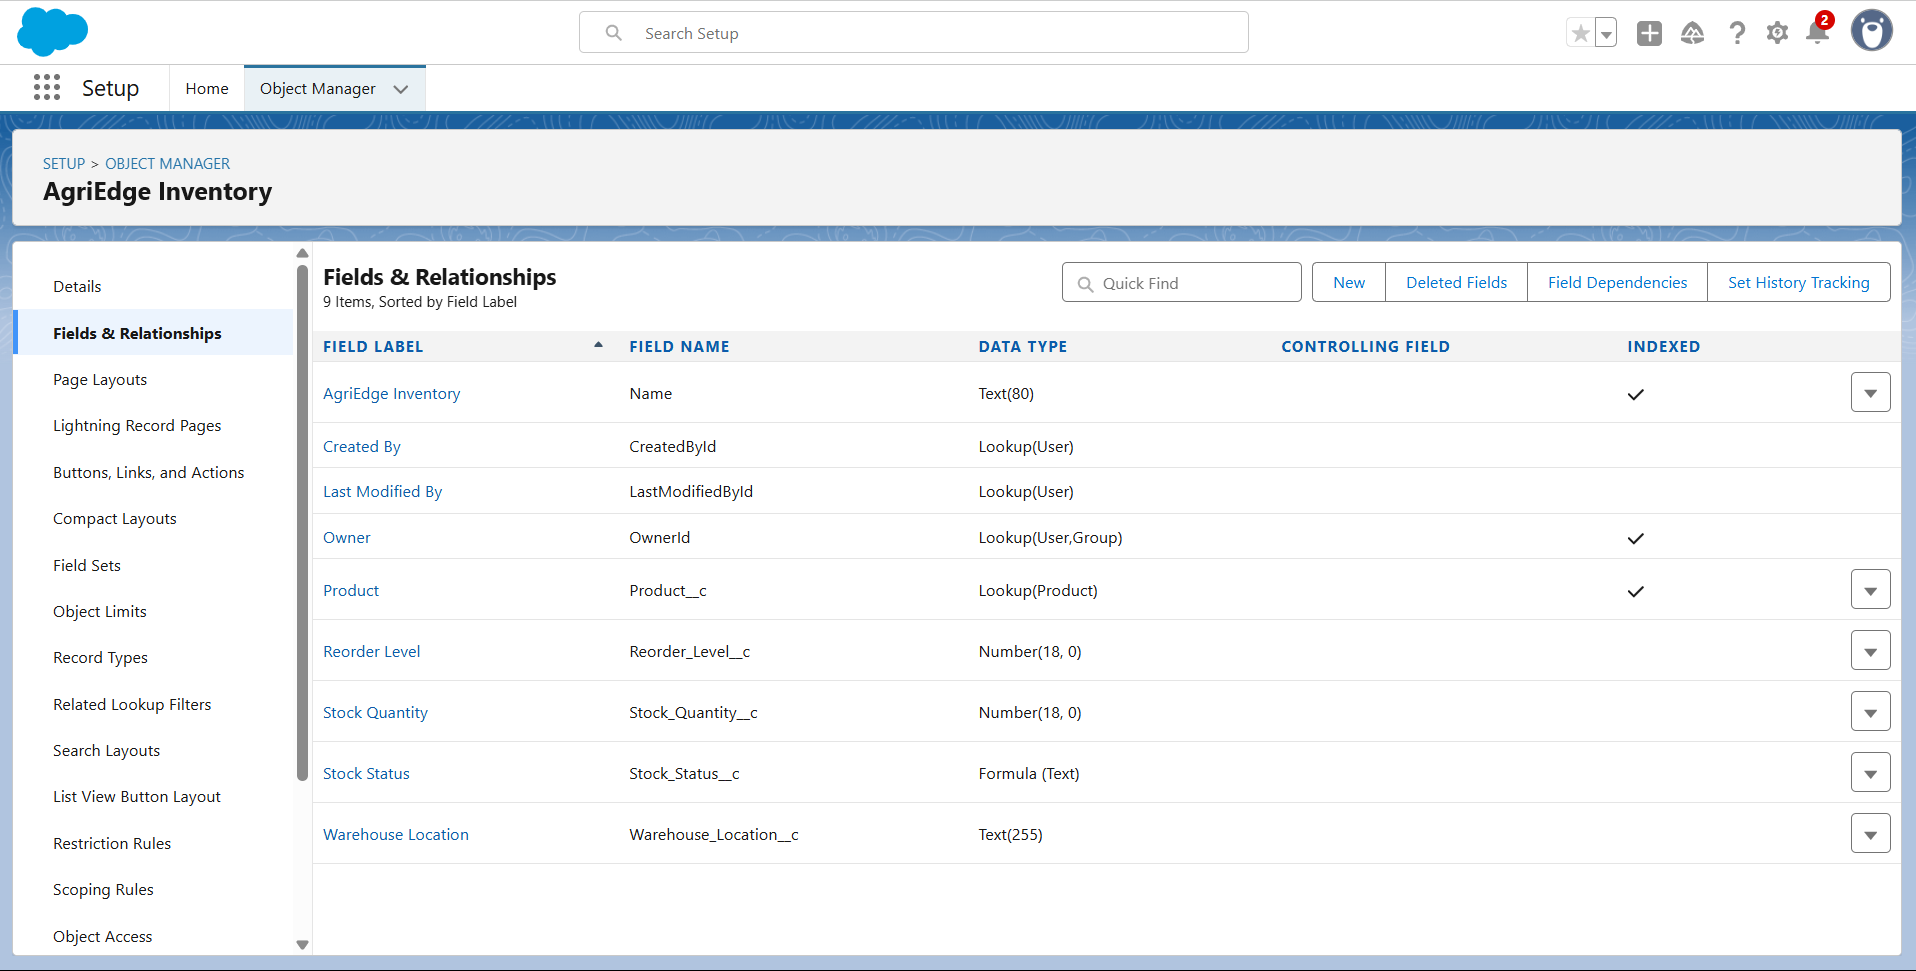 Search Setup
2
Setup
Home
Object Manager
SETUP > OBJECT MANAGER
AgriEdge Inventory
Details
Fields & Relationships
Page Layouts
Lightning Record Pages
Buttons, Links, and Actions
Compact Layouts
Field Sets
Object Limits
Record Types
Related Lookup Filters
Search Layouts
List View Button Layout
Restriction Rules
Scoping Rules
Object Access
Fields & Relationships
9 Items, Sorted by Field Label
Quick Find
New
Deleted Fields
Field Dependencies
Set History Tracking
FIELD LABEL FIELD NAME DATA TYPE CONTROLLING FIELD INDEXED
AgriEdge Inventory Name Text(80)
Created By CreatedById Lookup(User)
Last Modified By LastModifiedById Lookup(User)
Owner OwnerId Lookup(User,Group)
Product Product__c Lookup(Product)
Reorder Level Reorder_Level__c Number(18, 0)
Stock Quantity Stock_Quantity__c Number(18, 0)
Stock Status Stock_Status__c Formula (Text)
Warehouse Location Warehouse_Location__c Text(255)